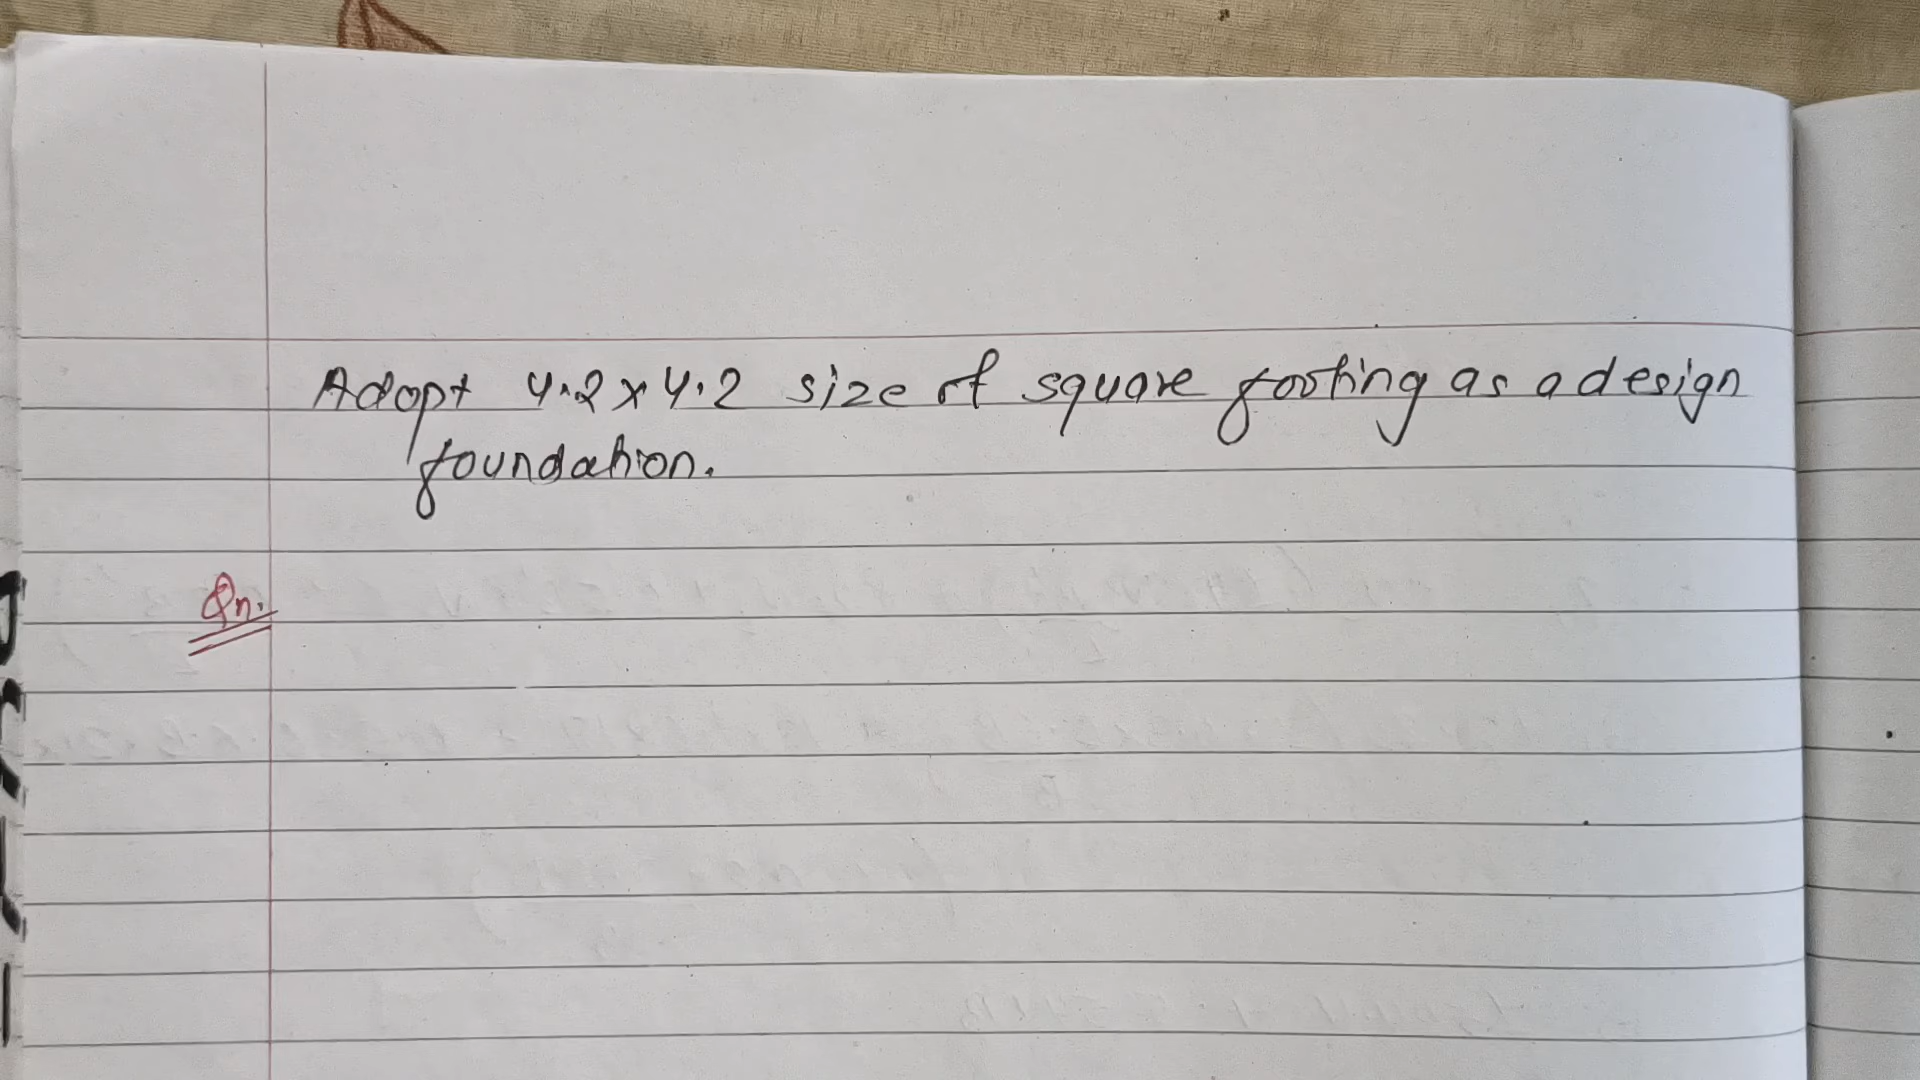 Adopt 4.2 x 4.2 size of square footing as a design
foundation.
Qn.